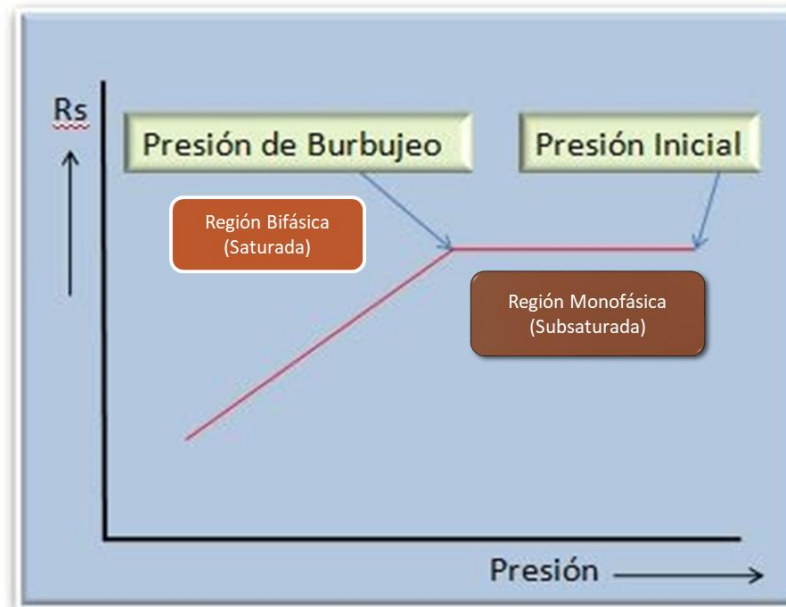 Rs
Presión de Burbujeo
Presión Inicial
Región Bifásica
(Saturada)
Región Monofásica
(Subsaturada)
Presión